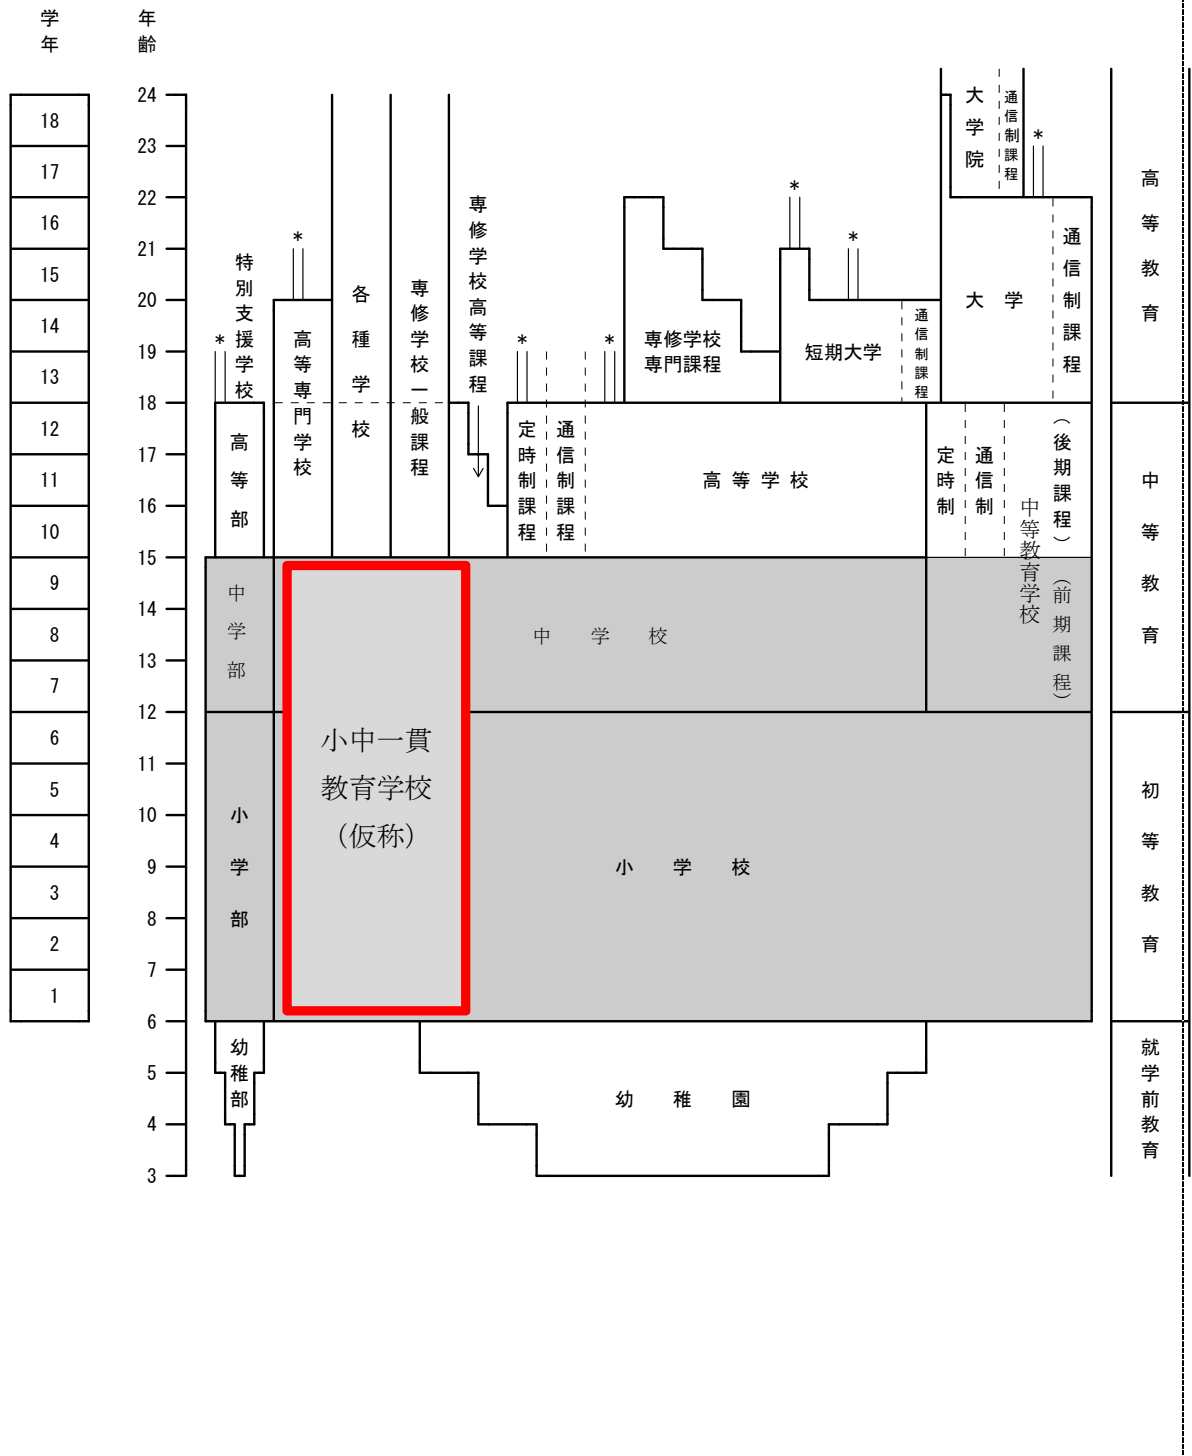 学年
年齢
24
18
23
17
22
16
21
15
20
14
19
13
18
12
17
11
16
10
15
9
14
8
13
7
12
6
11
5
10
4
9
3
8
2
7
1
6
5
4
3
特別支援学校
*
高等部
中学部
小学部
幼稚部
*
高等専門学校
各種学校
専修学校一般課程
専修学校高等課程
*
定時制課程
通信制課程
*
高等学校
専修学校
専門課程
*
*
短期大学
通信制課程
大学院
通信制課程
*
大学
通信制課程
定時制
通信制
中等教育学校
（後期課程）
（前期課程）
中学校
小中一貫
教育学校
（仮称）
小学校
幼稚園
高等教育
中等教育
初等教育
就学前教育